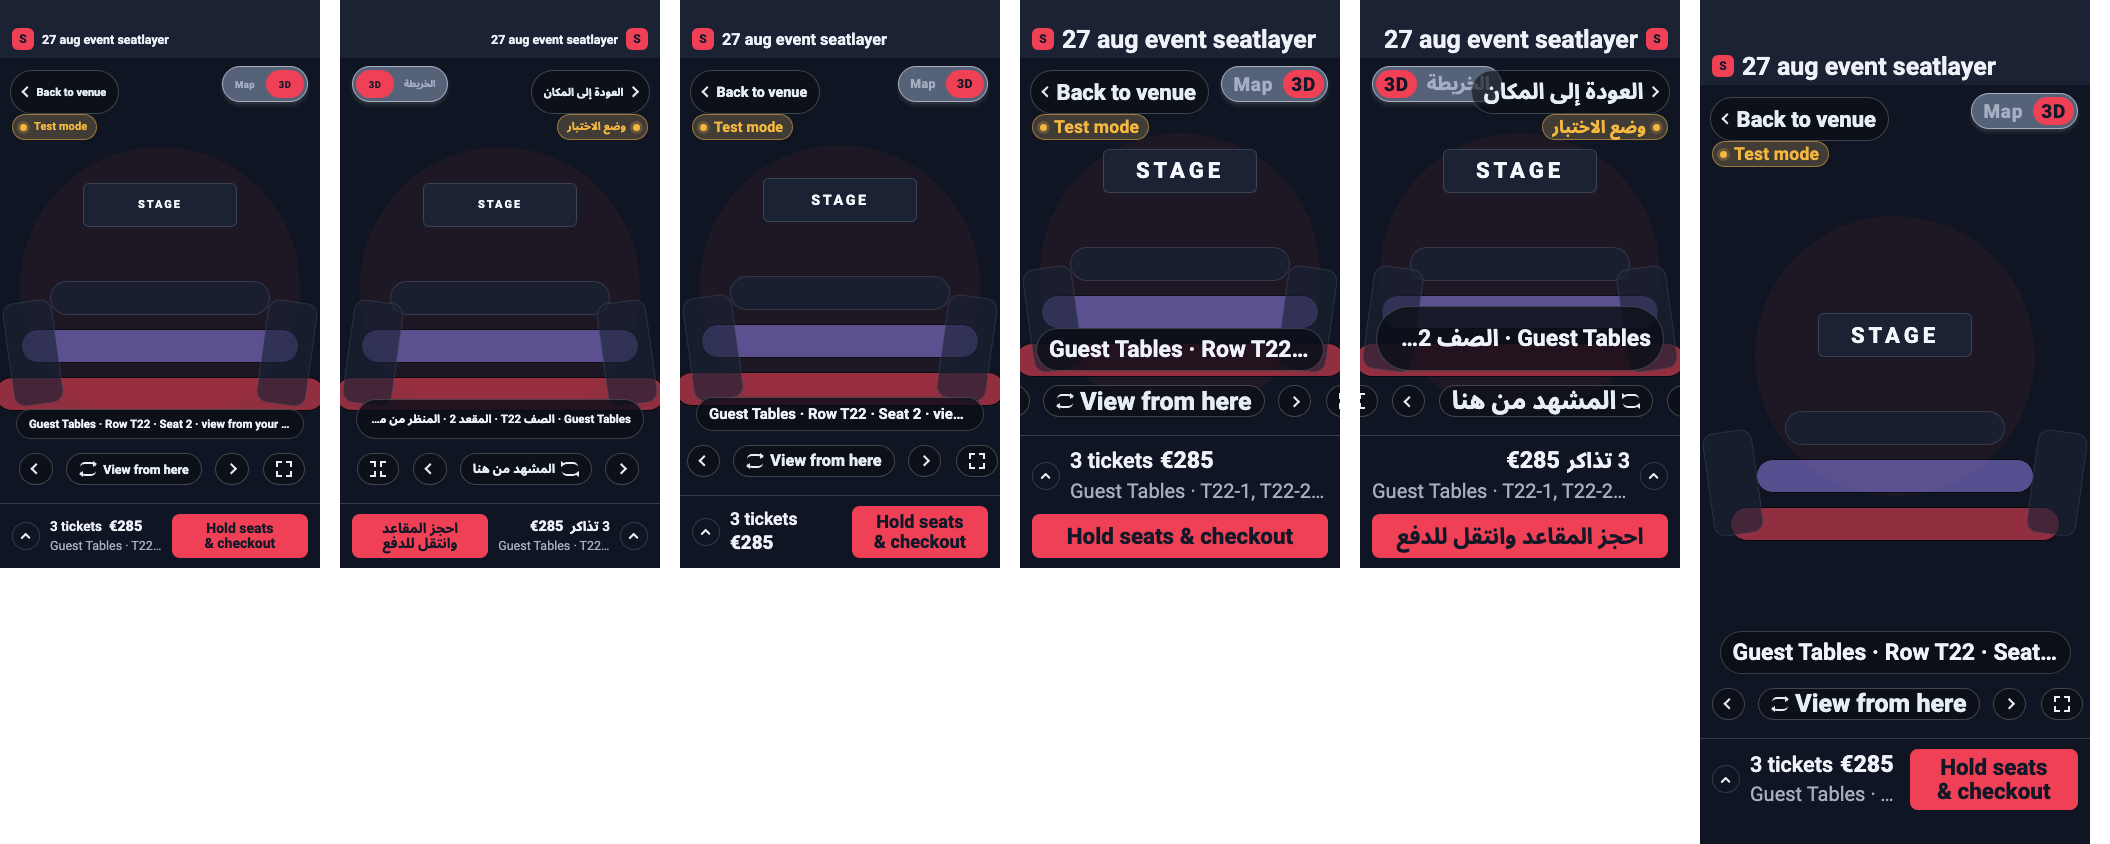 S 27 aug event seatlayer
Back to venue
Map 3D
Test mode
STAGE
Guest Tables · Row T22 · Seat 2 · view from your ...
View from here
3 tickets €285
Guest Tables · T22...
Hold seats
& checkout
27 aug event seatlayer S
3D الخريطة
العودة إلى المكان
وضع الاختبار
STAGE
Guest Tables · الصف T22 · المقعد 2 · المنظر من م...
المشهد من هنا
احجز المقاعد
وانتقل للدفع
3 تذاكر €285
Guest Tables · T22...
S 27 aug event seatlayer
Back to venue
Map 3D
Test mode
STAGE
Guest Tables · Row T22 · Seat 2 · vie...
View from here
3 tickets
€285
Hold seats
& checkout
S 27 aug event seatlayer
Back to venue
Map 3D
Test mode
STAGE
Guest Tables · Row T22...
View from here
3 tickets €285
Guest Tables · T22-1, T22-2...
Hold seats & checkout
27 aug event seatlayer S
3D الخريطة
العودة إلى المكان
وضع الاختبار
STAGE
Guest Tables · الصف 2...
المشهد من هنا
3 تذاكر €285
Guest Tables · T22-1, T22-2...
احجز المقاعد وانتقل للدفع
S 27 aug event seatlayer
Back to venue
Map 3D
Test mode
STAGE
Guest Tables · Row T22 · Seat...
View from here
3 tickets €285
Guest Tables · ...
Hold seats
& checkout